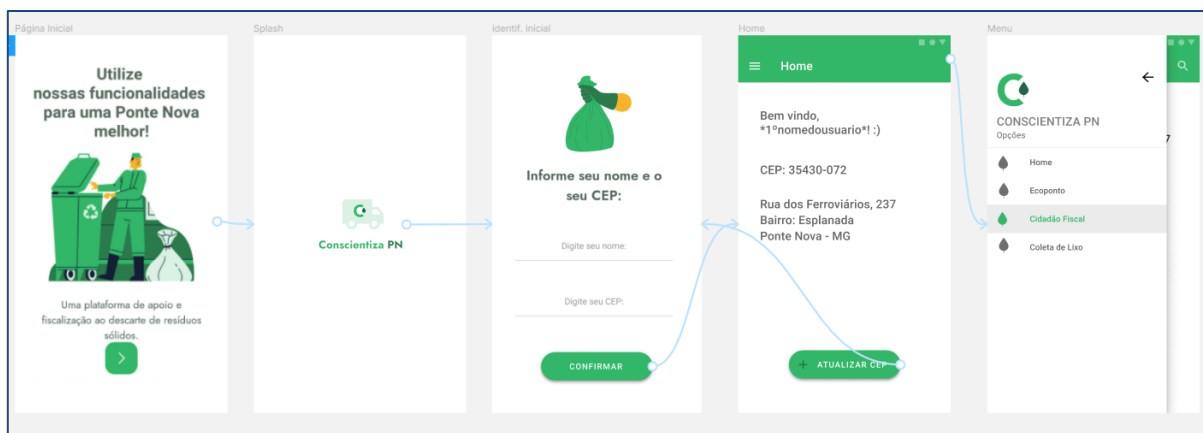 Página Inicial
Utilize
nossas funcionalidades
para uma Ponte Nova
melhor!
Uma plataforma de apoio e
fiscalização ao descarte de resíduos
sólidos.
Splash
Conscientiza PN
identif. inicial
Informe seu nome e o
seu CEP:
Digite seu nome:
Digite seu CEP:
CONFIRMAR
Home
Home
Bem vindo,
*1ºnomedousuario*! :)
CEP: 35430-072
Rua dos Ferroviários, 237
Bairro: Esplanada
Ponte Nova - MG
+ ATUALIZAR CEP
Menu
CONSCIENTIZA PN
Opções
Home
Ecoponto
Cidadão Fiscal
Coleta de Lixo